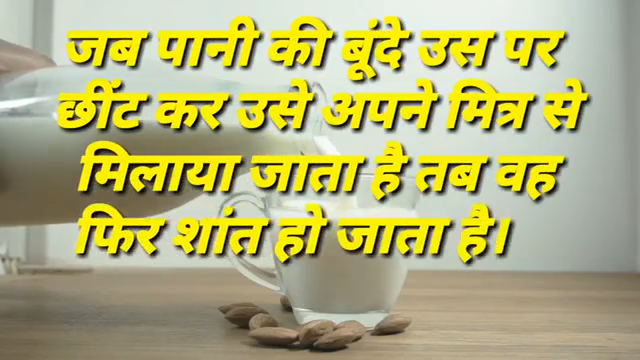 जब पानी की बूंदे उस पर
छींट कर उसे अपने मित्र से
मिलाया जाता है तब वह
फिर शांत हो जाता है।